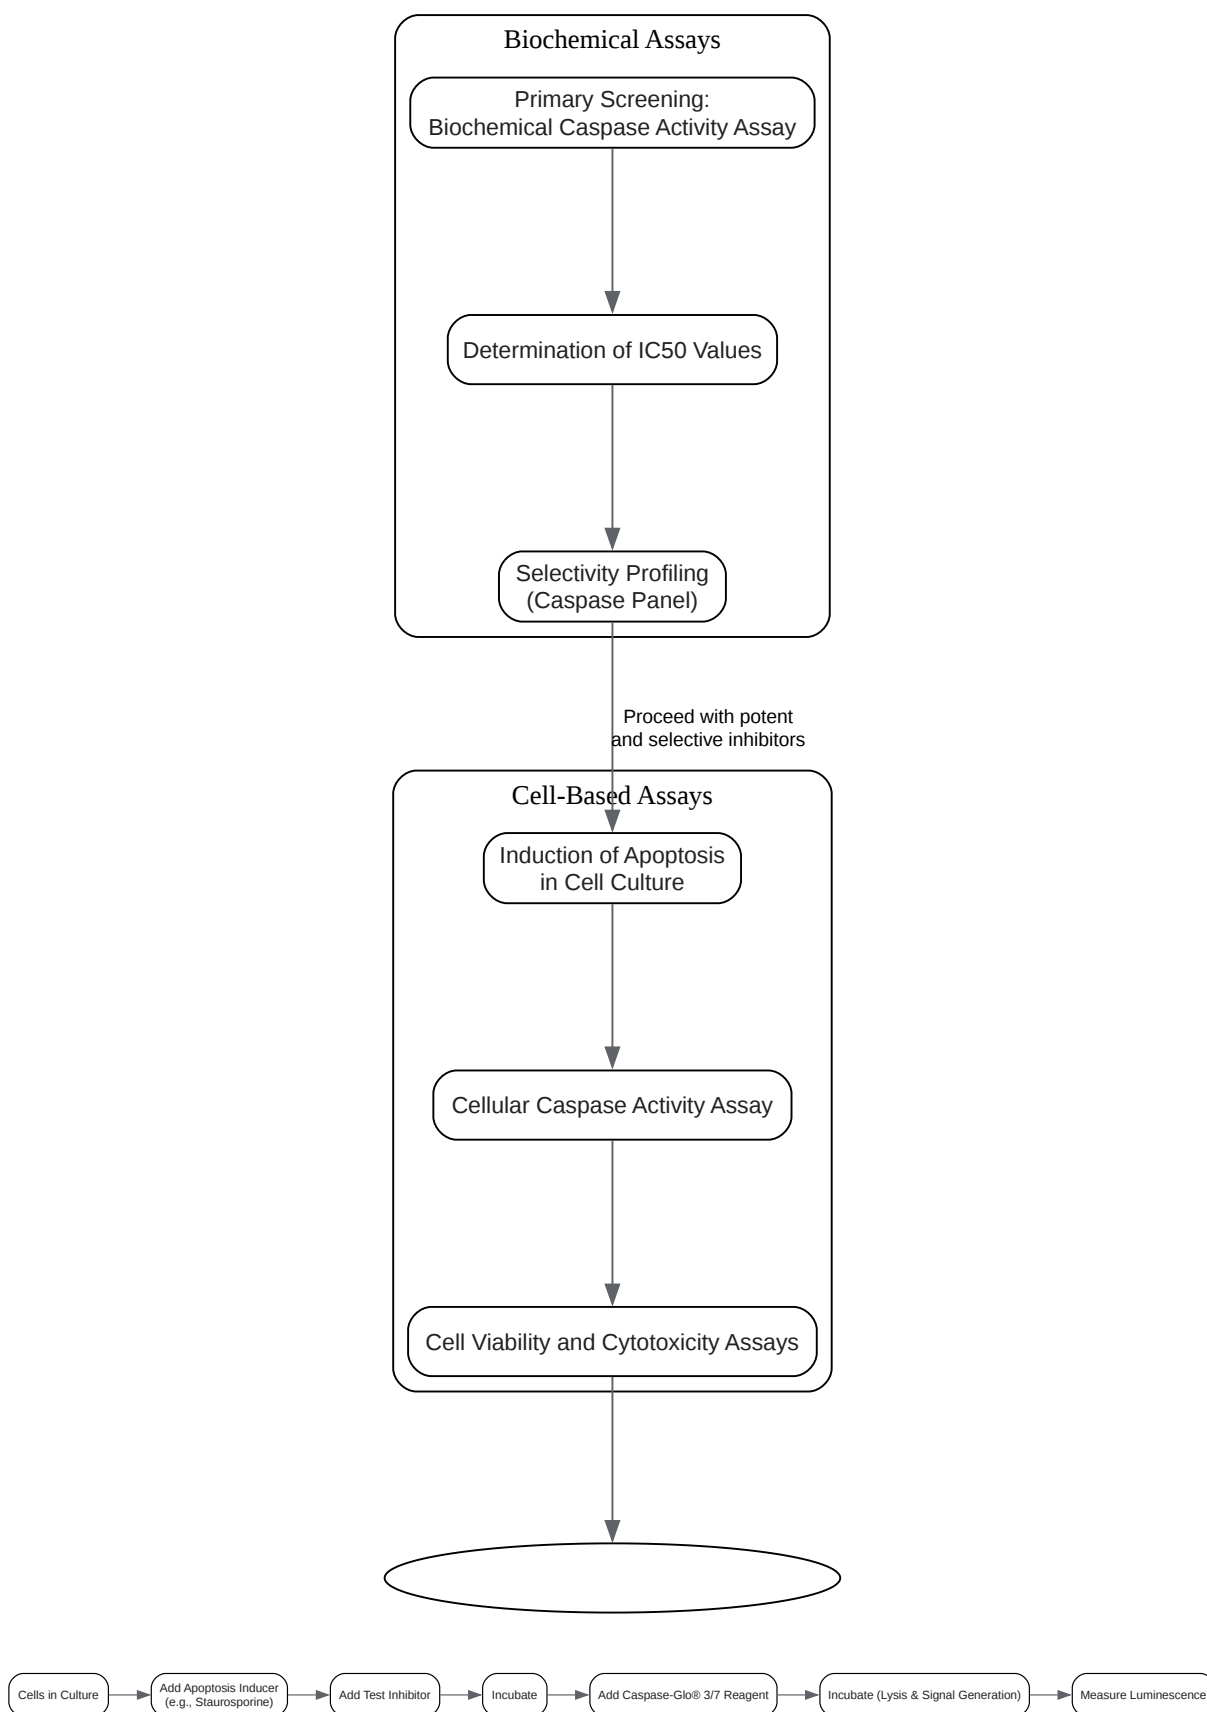 Biochemical Assays
Primary Screening:
Biochemical Caspase Activity Assay
Determination of IC50 Values
Selectivity Profiling
(Caspase Panel)
Proceed with potent
and selective inhibitors
Cell-Based Assays
Induction of Apoptosis
in Cell Culture
Cellular Caspase Activity Assay
Cell Viability and Cytotoxicity Assays
Cells in Culture
Add Apoptosis Inducer
(e.g., Staurosporine)
Add Test Inhibitor
Incubate
Add Caspase-Glo® 3/7 Reagent
Incubate (Lysis & Signal Generation)
Measure Luminescence